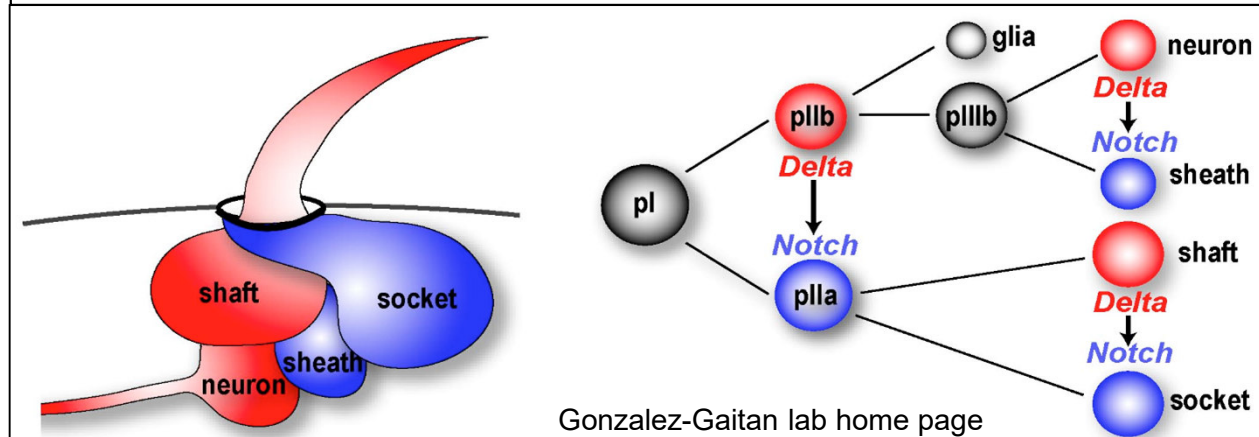 shaft
socket
sheath
neuron
glia
neuron
Delta
pIIb
pIIIb
Delta
Notch
sheath
pI
Notch
shaft
pIIa
Delta
Notch
socket
Gonzalez-Gaitan lab home page